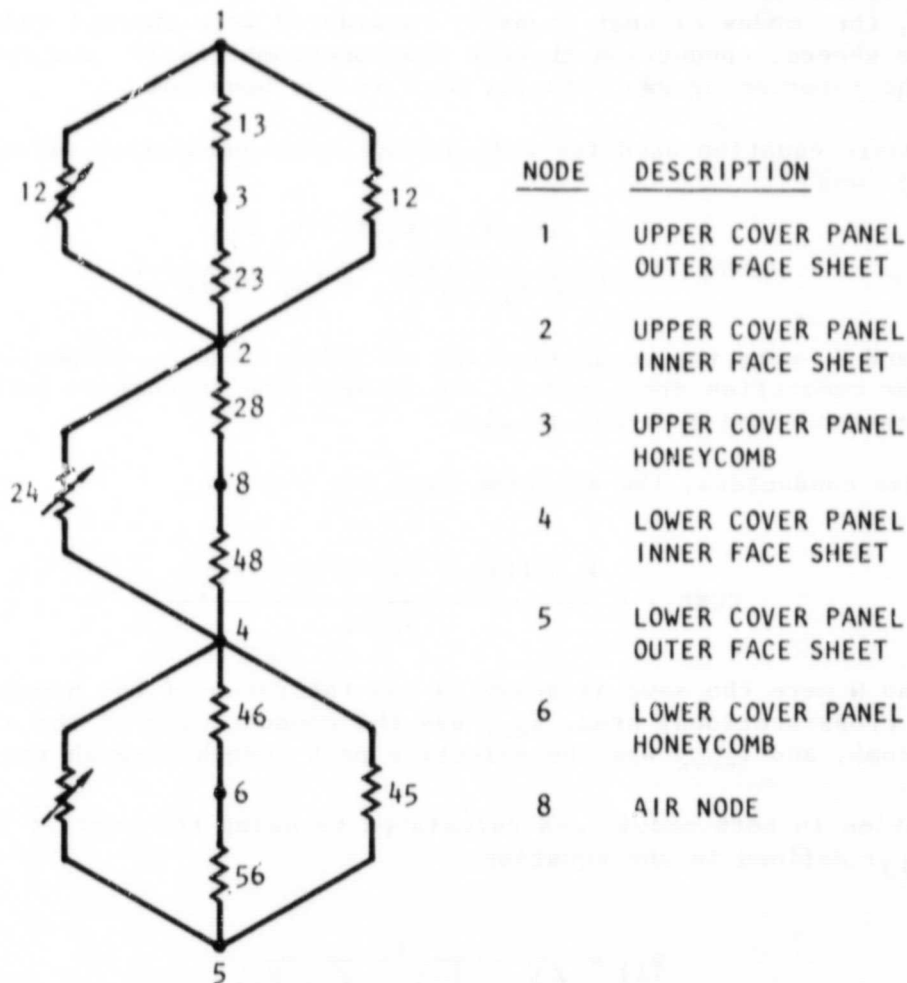 1
13
12
3
12
23
2
28
24
8
48
4
46
6
45
56
5
NODE DESCRIPTION
1 UPPER COVER PANEL
OUTER FACE SHEET
2 UPPER COVER PANEL
INNER FACE SHEET
3 UPPER COVER PANEL
HONEYCOMB
4 LOWER COVER PANEL
INNER FACE SHEET
5 LOWER COVER PANEL
OUTER FACE SHEET
6 LOWER COVER PANEL
HONEYCOMB
8 AIR NODE